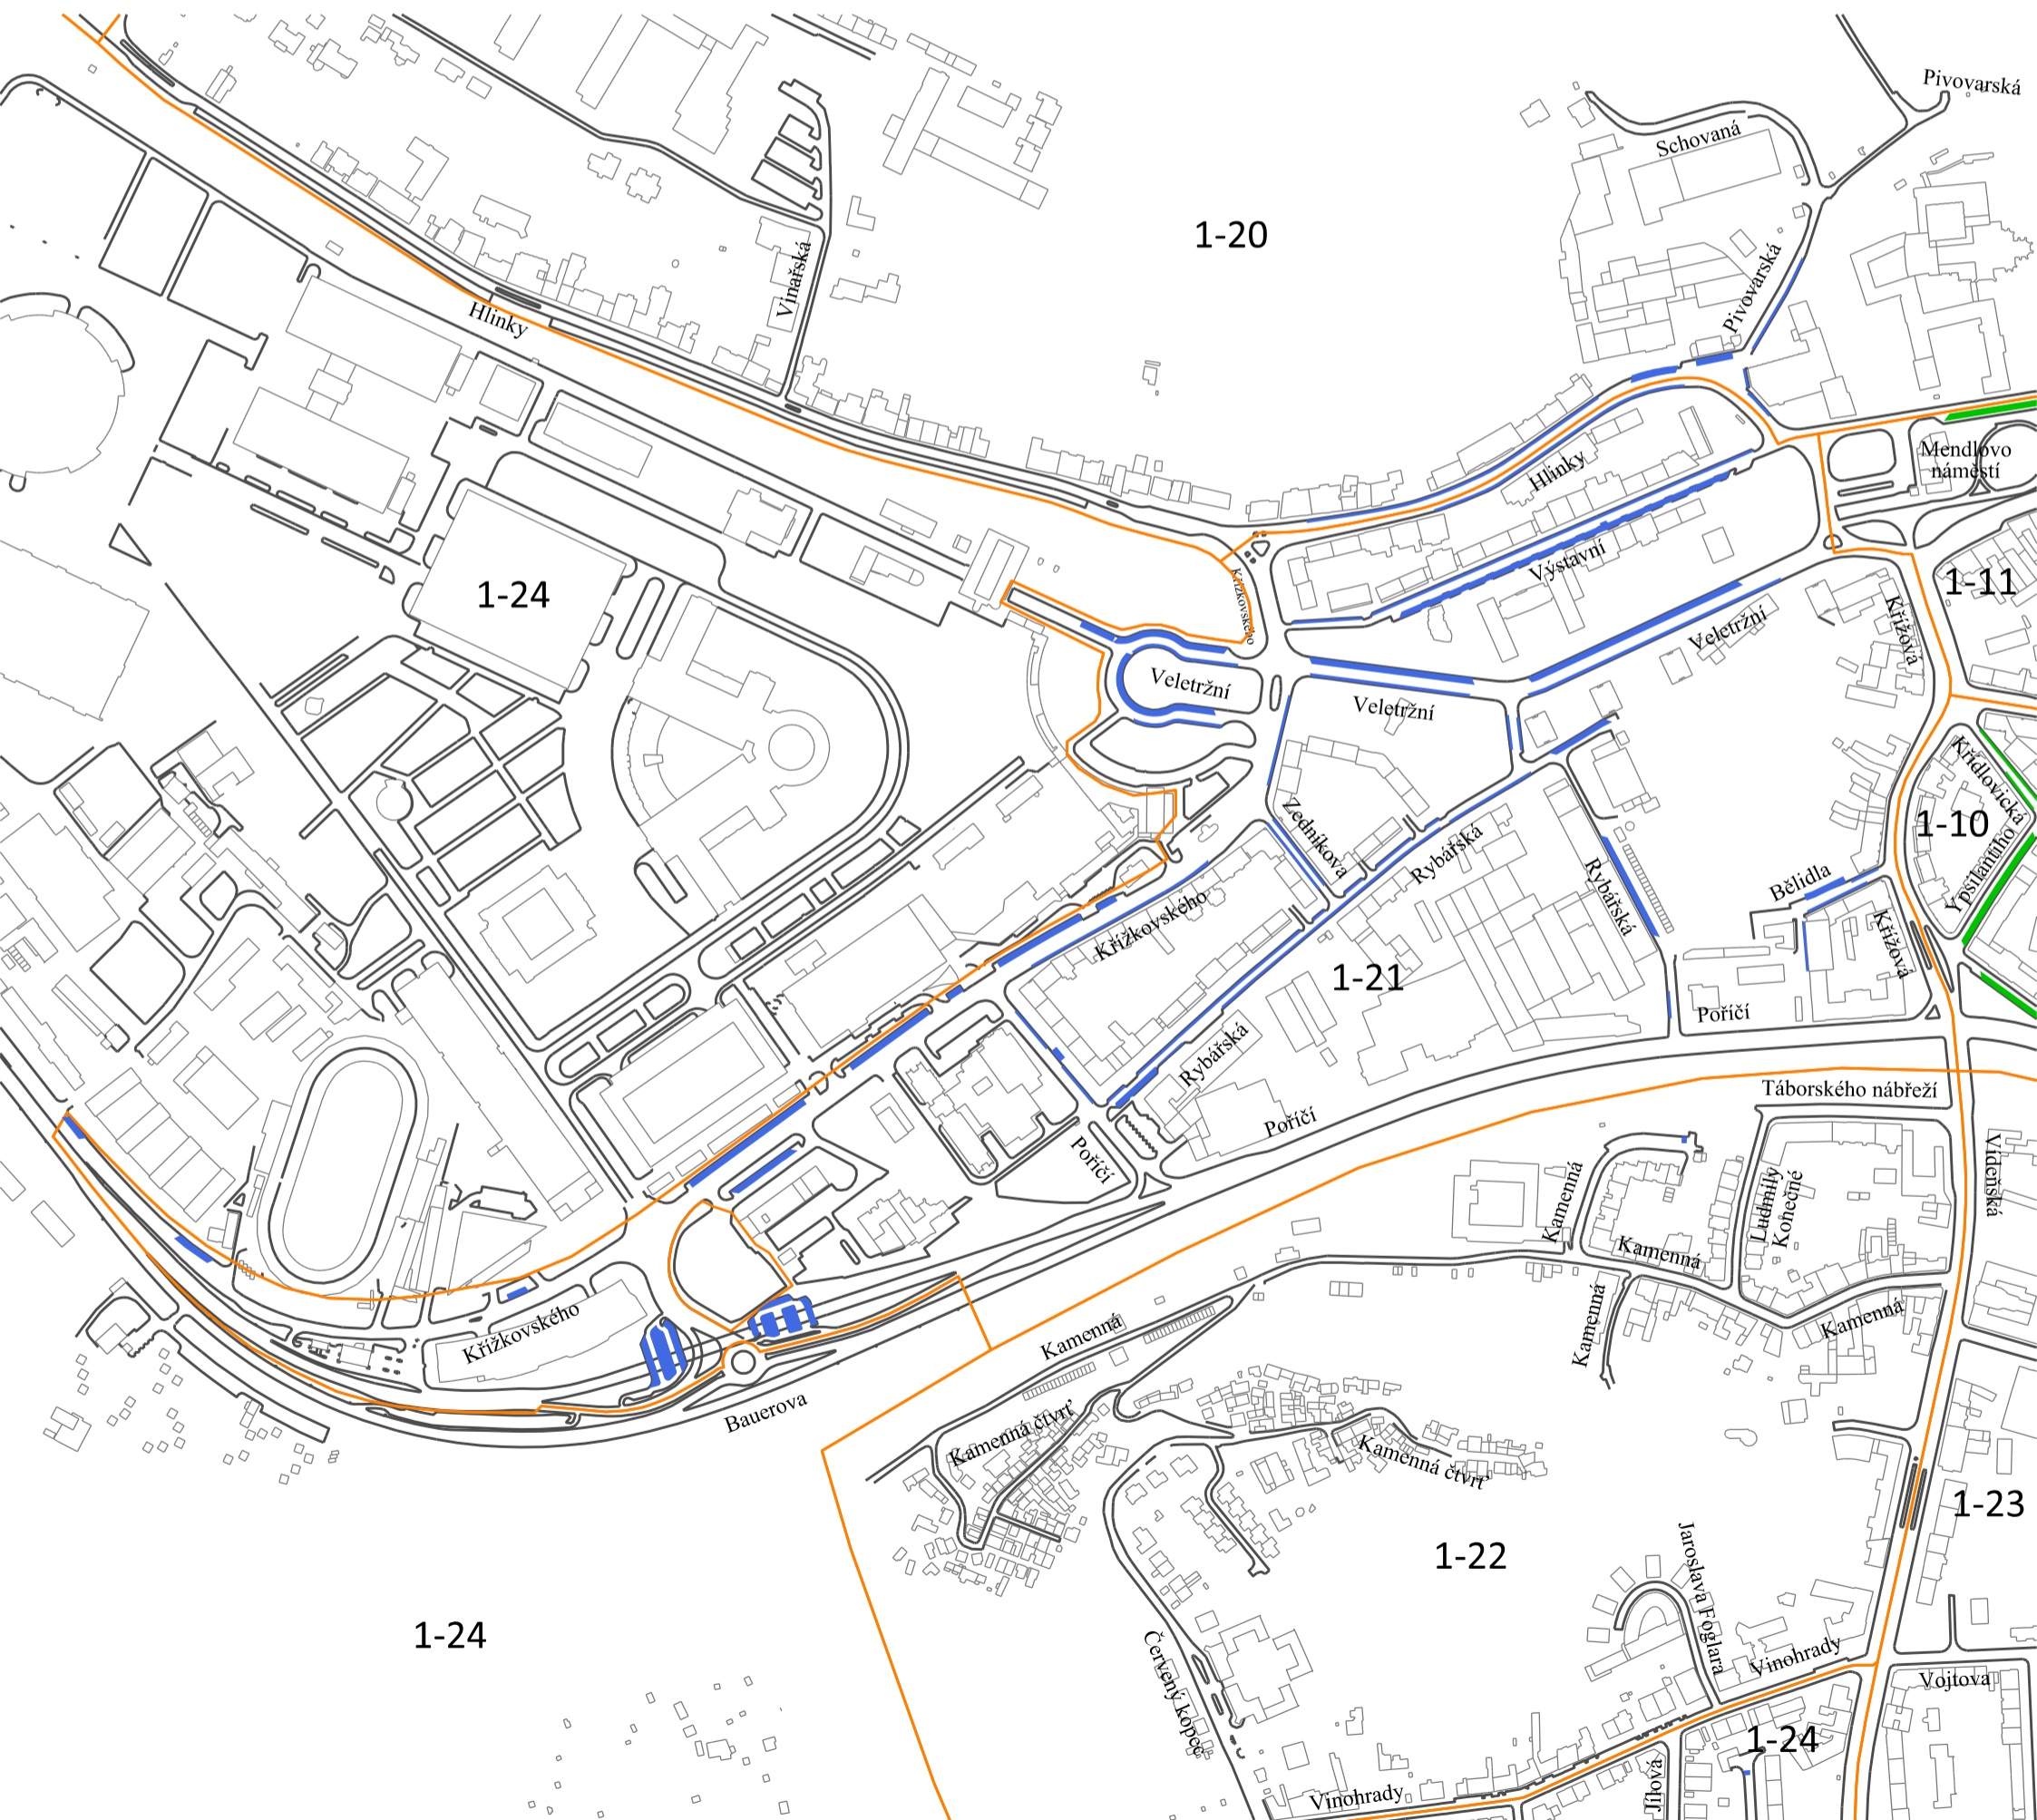 Pivovarská
Schovaná
1-20
Vinařská
Pivovarská
Hlinky
Mendlovo
náměstí
Hlinky
Výstavní
1-24
Křížkovského
1-11
Křížová
Veletržní
Veletržní
Veletržní
Křídlovická
1-10
Zedníkova
Rybářská
Ypsilantiho
Bělidla
Rybářská
Křížkovského
Křížová
1-21
Poříčí
Rybářská
Táborského nábřeží
Poříčí
Poříčí
Vídeňská
Kamenná
Ludmily
Konečné
Kamenná
Kamenná
Kamenná
Křížkovského
Kamenná
Bauerova
Kamenná čtvrť
Kamenná čtvrť
1-23
1-22
Jaroslava Foglara
1-24
Červený kopec
Vinohrady
Vojtova
1-24
Jílová
Vinohrady